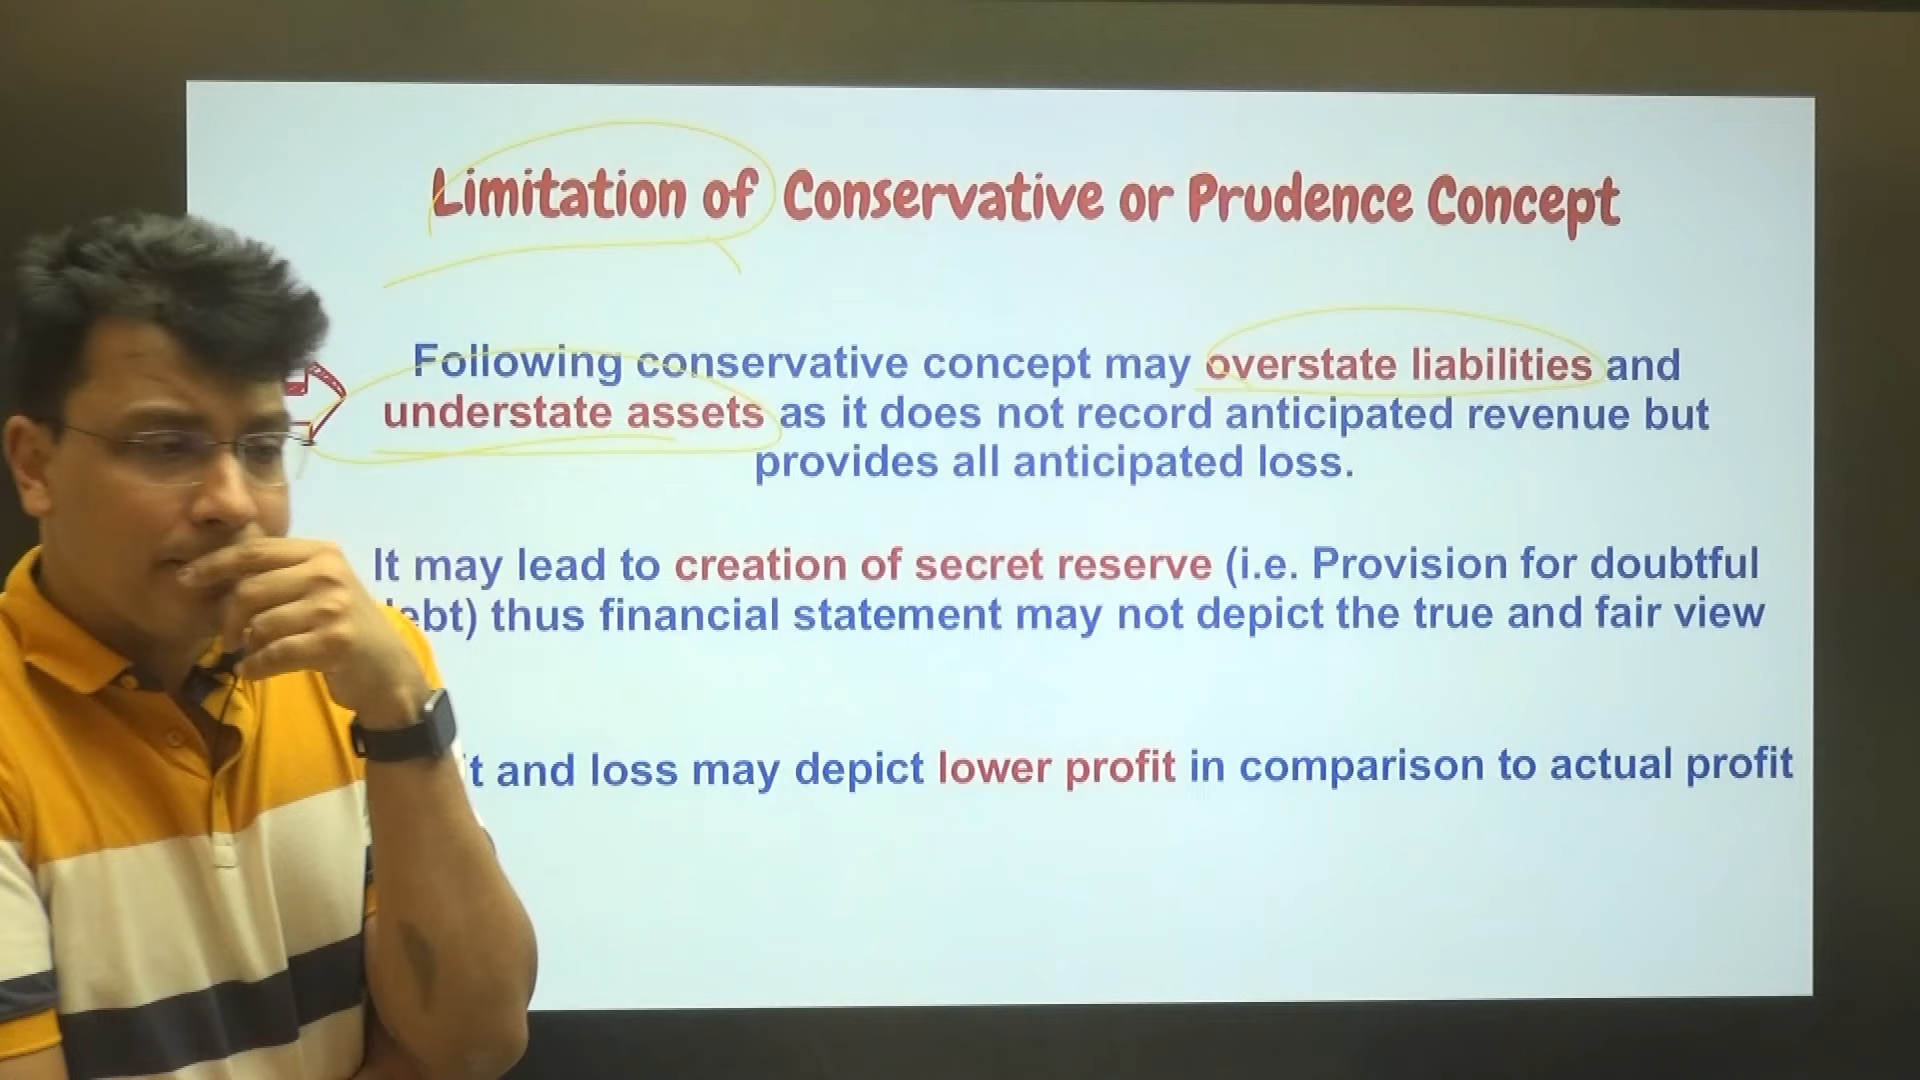 Limitation of Conservative or Prudence Concept
Following conservative concept may overstate liabilities and
understate assets as it does not record anticipated revenue but
provides all anticipated loss.
It may lead to creation of secret reserve (i.e. Provision for doubtful
ebt) thus financial statement may not depict the true and fair view
it and loss may depict lower profit in comparison to actual profit